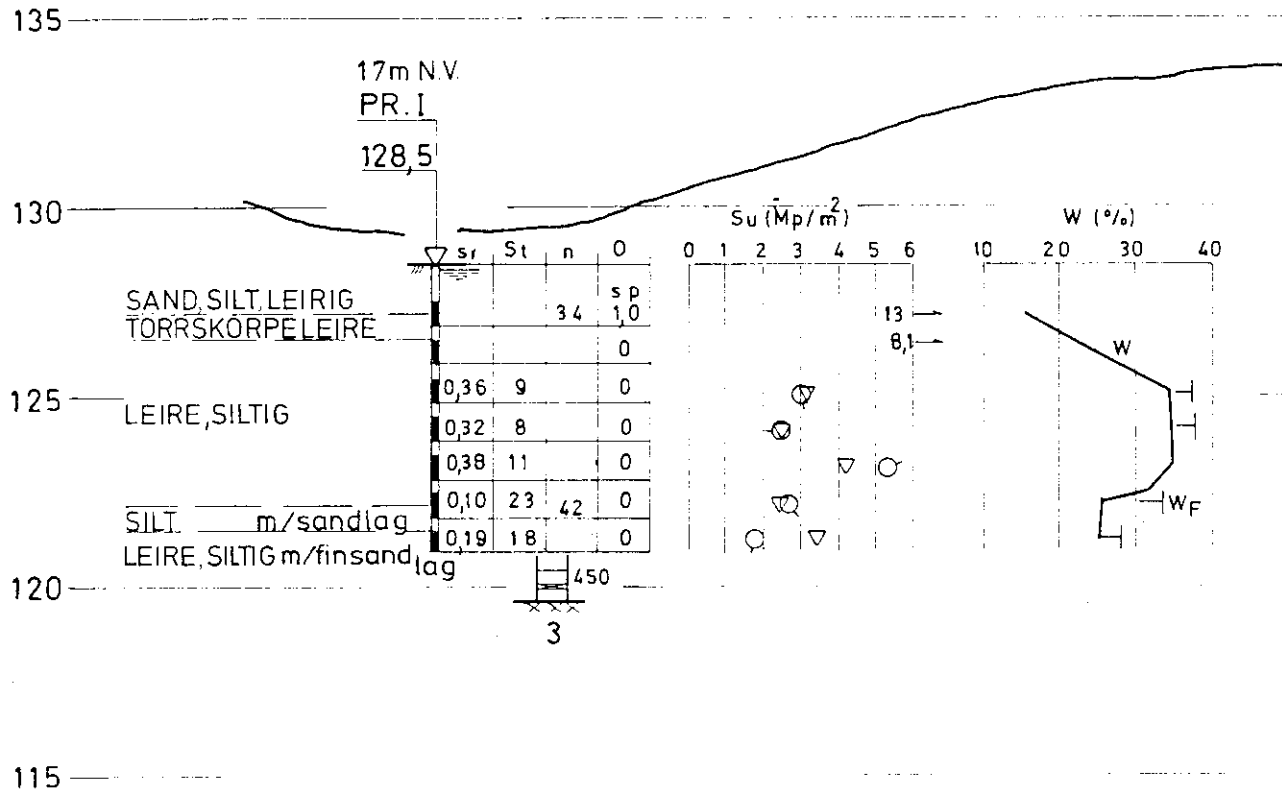 135
17m N.V.
PR. I
128,5
130
Su (Mp/m²) W (%)
sr St n O
0 1 2 3 4 5 6 10 20 30 40
SAND, SILT, LEIRIG 34 sp 1,0 13
TORRSKORPELEIRE 0 8,1
W
0,36 9 0
125
LEIRE, SILTIG 0,32 8 0
0,38 11 0
0,10 23 42 0 WF
SILT m/sandlag
0,19 18 0
LEIRE, SILTIG m/finsandlag
450
120
3
115